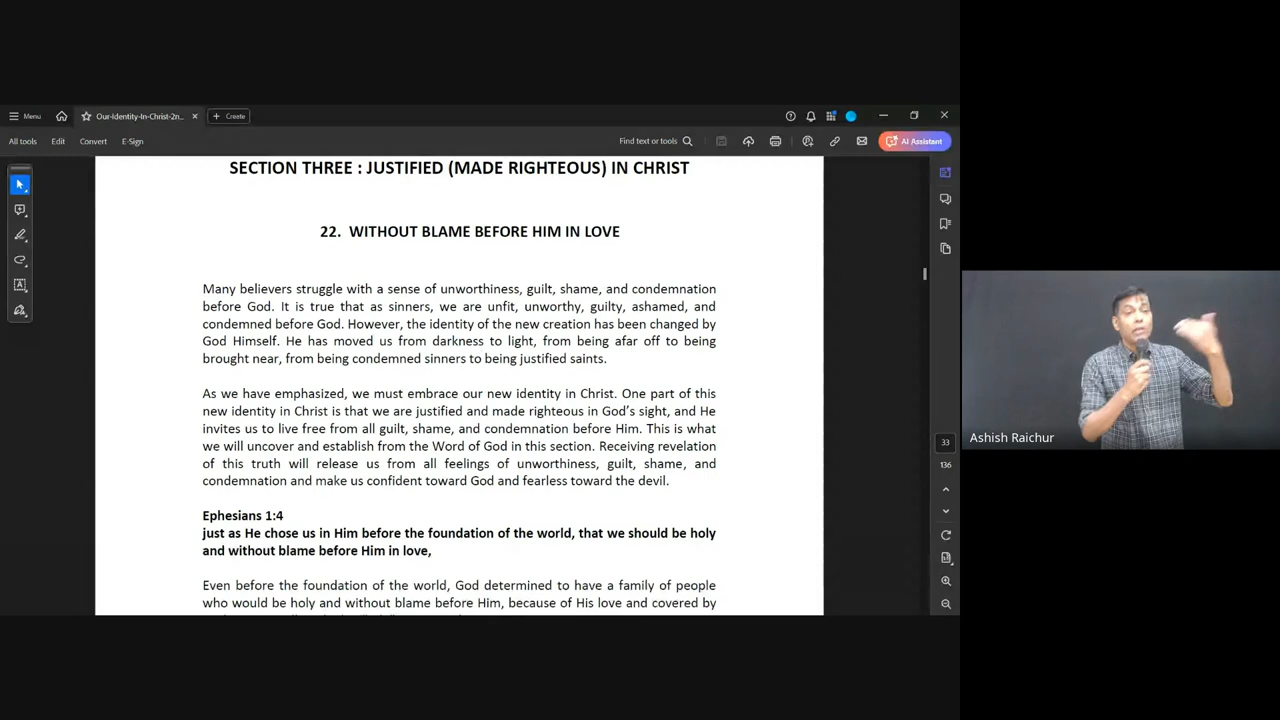 Menu
Our-Identity-In-Christ-2n...
Create
All tools
Edit
Convert
E-Sign
Find text or tools
AI Assistant
SECTION THREE : JUSTIFIED (MADE RIGHTEOUS) IN CHRIST
22. WITHOUT BLAME BEFORE HIM IN LOVE
Many believers struggle with a sense of unworthiness, guilt, shame, and condemnation
before God. It is true that as sinners, we are unfit, unworthy, guilty, ashamed, and
condemned before God. However, the identity of the new creation has been changed by
God Himself. He has moved us from darkness to light, from being afar off to being
brought near, from being condemned sinners to being justified saints.
As we have emphasized, we must embrace our new identity in Christ. One part of this
new identity in Christ is that we are justified and made righteous in God's sight, and He
invites us to live free from all guilt, shame, and condemnation before Him. This is what
we will uncover and establish from the Word of God in this section. Receiving revelation
of this truth will release us from all feelings of unworthiness, guilt, shame, and
condemnation and make us confident toward God and fearless toward the devil.
Ephesians 1:4
just as He chose us in Him before the foundation of the world, that we should be holy
and without blame before Him in love,
Even before the foundation of the world, God determined to have a family of people
who would be holy and without blame before Him, because of His love and covered by
33
136
Ashish Raichur